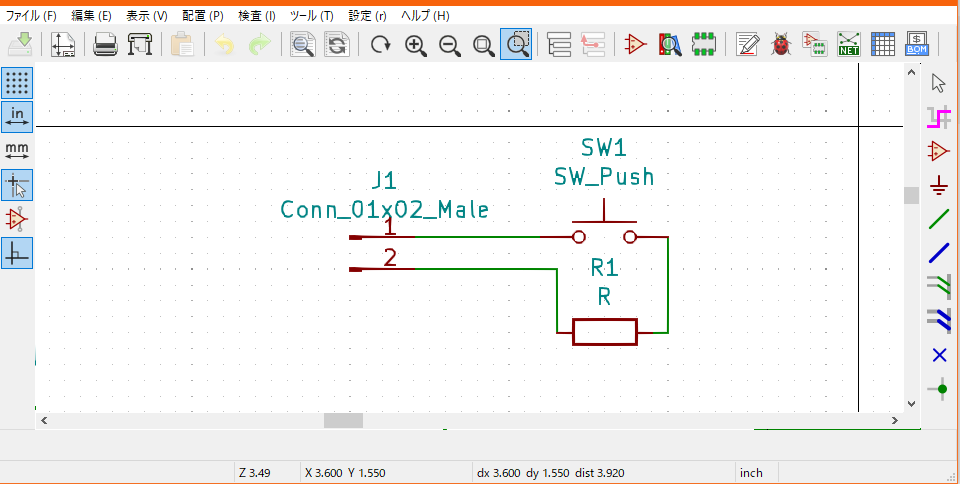 ファイル (F) 編集 (E) 表示 (V) 配置 (P) 検査 (I) ツール (T) 設定 (r) ヘルプ (H)
NET
BOM
in
mm
SW1
SW_Push
J1
Conn_01x02_Male
1
2
R1
R
Z 3.49 X 3.600 Y 1.550 dx 3.600 dy 1.550 dist 3.920 inch